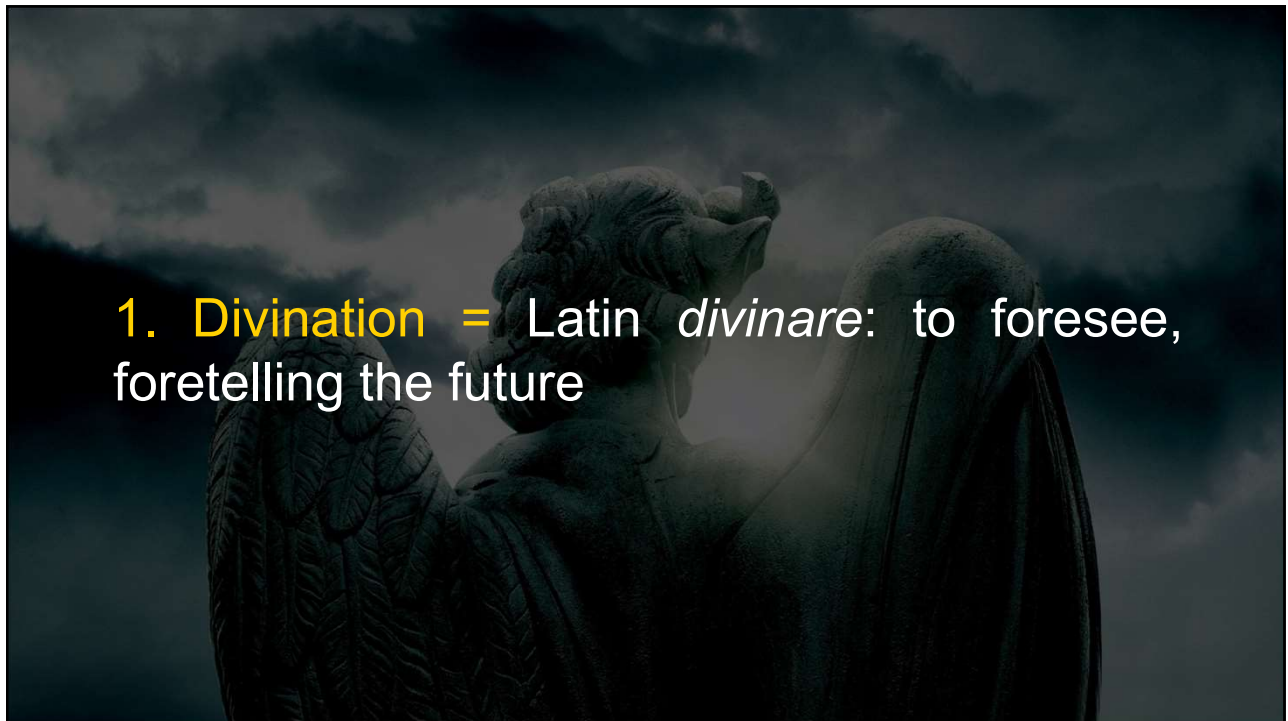 1. Divination = Latin divinare: to foresee,
foretelling the future